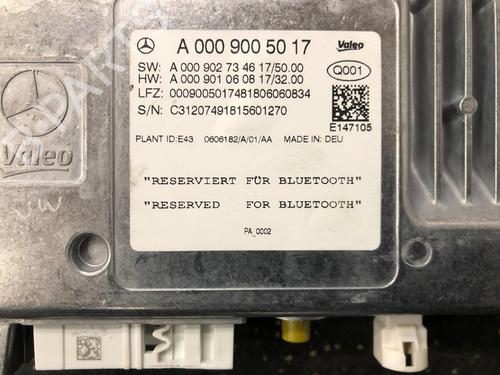 A 000 900 50 17
Valeo
SW: A 000 902 73 46 17/50.00
HW: A 000 901 06 08 17/32.00
Q001
LFZ: 0009005017481806060834
S/N: C31207491815601270
E147105
PLANT ID:E43 0606182/A/01/AA MADE IN: DEU
"RESERVIERT FÜR BLUETOOTH"
"RESERVED FOR BLUETOOTH"
PA_0002
Valeo